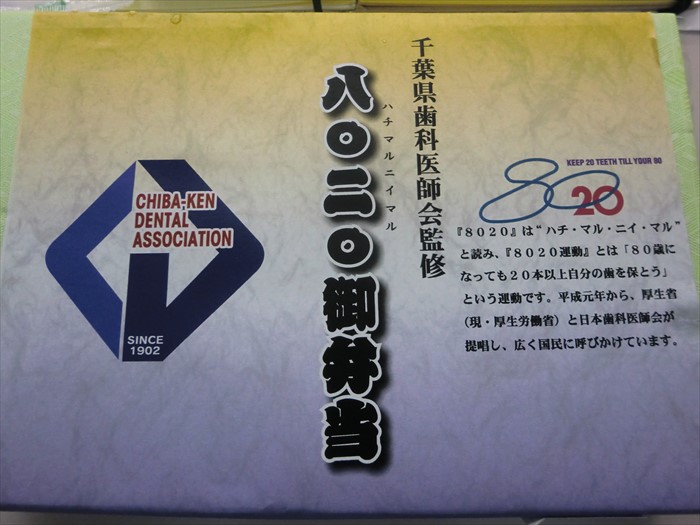 千葉県歯科医師会監修
八〇二〇御弁当
ハチマルニイマル
CHIBA-KEN
DENTAL
ASSOCIATION
SINCE
1902
KEEP 20 TEETH TILL YOUR 80
8020
『8020』は“ハチ・マル・ニイ・マル”
と読み、『8020運動』とは「80歳に
なっても20本以上自分の歯を保とう」
という運動です。平成元年から、厚生省
(現・厚生労働省)と日本歯科医師会が
提唱し、広く国民に呼びかけています。